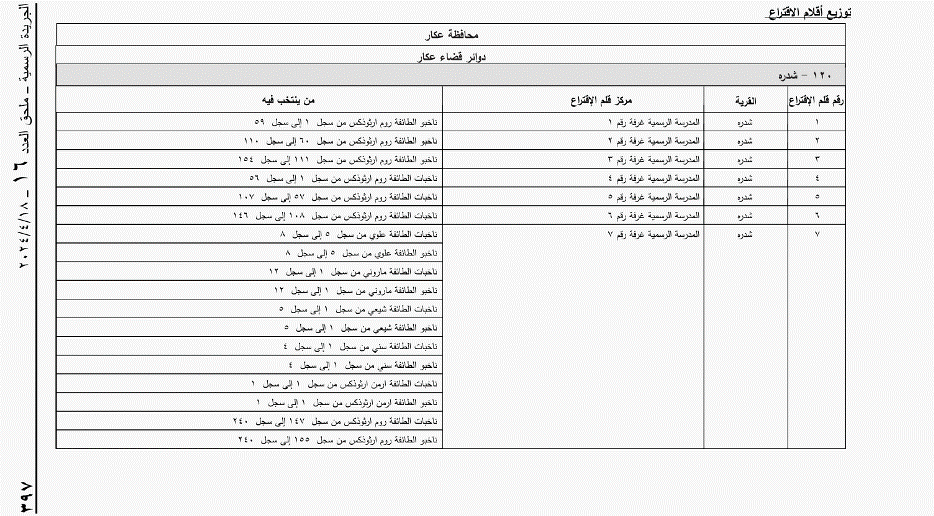 توزيع أقلام الاقتراع
محافظة عكار
دوائر قضاء عكار
١٢٠ - شدره
رقم قلم الإقتراع القرية مركز قلم الإقتراع من ينتخب فيه
١ شدره المدرسة الرسمية غرفة رقم ١ ناخبو الطائفة روم ارثوذكس من سجل ١ إلى سجل ٥٩
٢ شدره المدرسة الرسمية غرفة رقم ٢ ناخبو الطائفة روم ارثوذكس من سجل ٦٠ إلى سجل ١١٠
٣ شدره المدرسة الرسمية غرفة رقم ٣ ناخبو الطائفة روم ارثوذكس من سجل ١١١ إلى سجل ١٥٤
٤ شدره المدرسة الرسمية غرفة رقم ٤ ناخبات الطائفة روم ارثوذكس من سجل ١ إلى سجل ٥٦
٥ شدره المدرسة الرسمية غرفة رقم ٥ ناخبات الطائفة روم ارثوذكس من سجل ٥٧ إلى سجل ١٠٧
٦ شدره المدرسة الرسمية غرفة رقم ٦ ناخبات الطائفة روم ارثوذكس من سجل ١٠٨ إلى سجل ١٤٦
٧ شدره المدرسة الرسمية غرفة رقم ٧ ناخبات الطائفة علوي من سجل ٥ إلى سجل ٨
ناخبو الطائفة علوي من سجل ٥ إلى سجل ٨
ناخبات الطائفة ماروني من سجل ١ إلى سجل ١٢
ناخبو الطائفة ماروني من سجل ١ إلى سجل ١٢
ناخبات الطائفة شيعي من سجل ١ إلى سجل ٥
ناخبو الطائفة شيعي من سجل ١ إلى سجل ٥
ناخبات الطائفة سني من سجل ١ إلى سجل ٤
ناخبو الطائفة سني من سجل ١ إلى سجل ٤
ناخبات الطائفة ارمن ارثوذكس من سجل ١ إلى سجل ١
ناخبو الطائفة ارمن ارثوذكس من سجل ١ إلى سجل ١
ناخبات الطائفة روم ارثوذكس من سجل ١٤٧ إلى سجل ٢٤٠
ناخبو الطائفة روم ارثوذكس من سجل ١٥٥ إلى سجل ٢٤٠
الجريدة الرسمية - ملحق العدد ١٦ - ٢٠٢٤/٤/١٨
٣٩٧